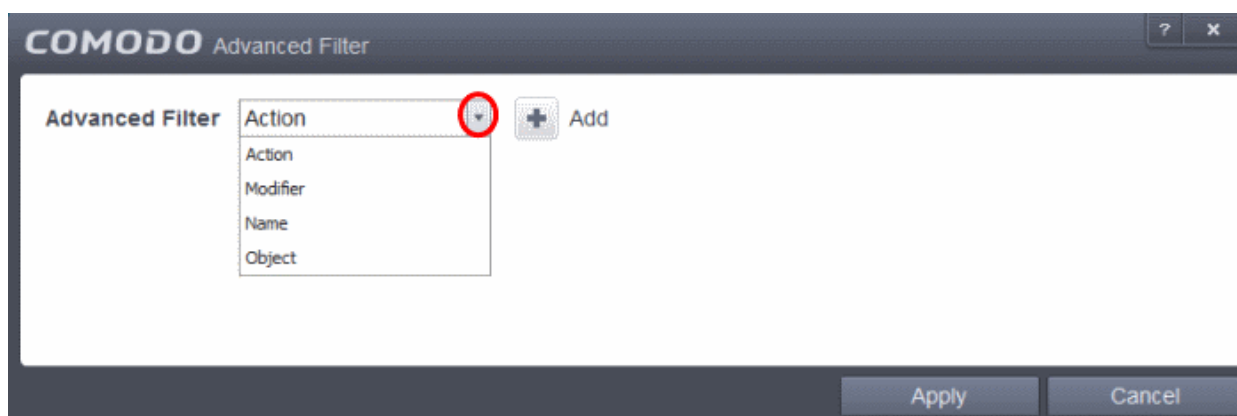 COMODO Advanced Filter
? x
Advanced Filter Action Add
Action
Modifier
Name
Object
Apply Cancel